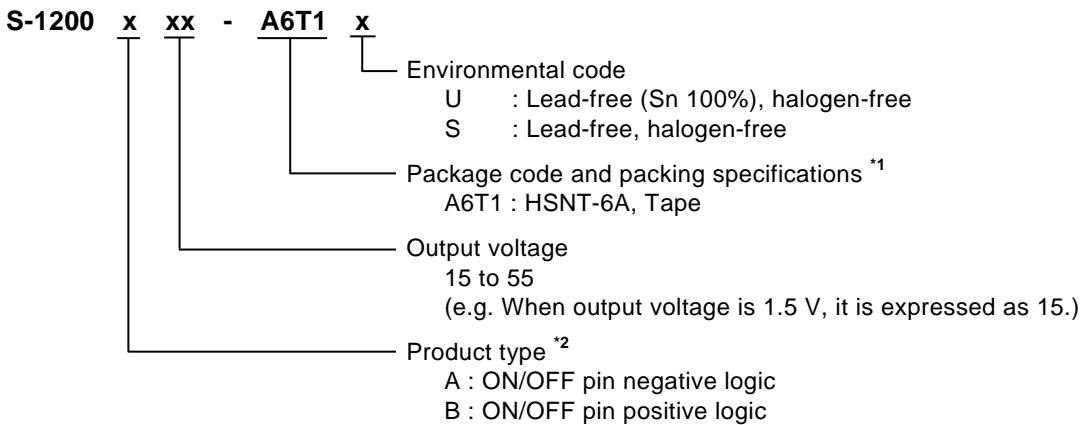 S-1200 x xx - A6T1 x
Environmental code
U : Lead-free (Sn 100%), halogen-free
S : Lead-free, halogen-free
Package code and packing specifications *1
A6T1 : HSNT-6A, Tape
Output voltage
15 to 55
(e.g. When output voltage is 1.5 V, it is expressed as 15.)
Product type *2
A : ON/OFF pin negative logic
B : ON/OFF pin positive logic